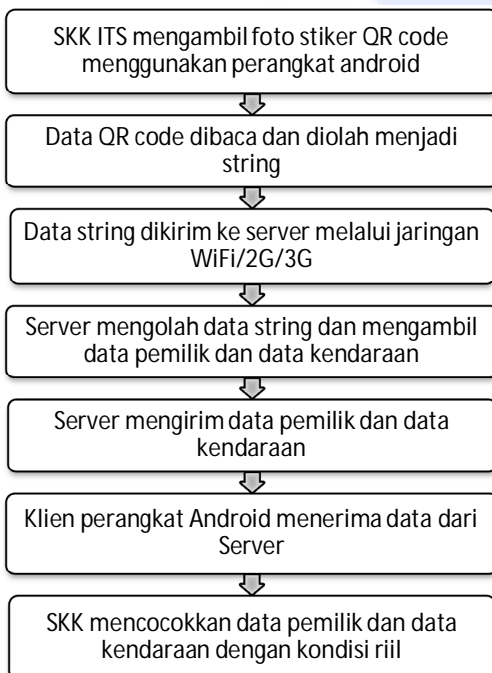 SKK ITS mengambil foto stiker QR code
menggunakan perangkat android
Data QR code dibaca dan diolah menjadi
string
Data string dikirim ke server melalui jaringan
WiFi/2G/3G
Server mengolah data string dan mengambil
data pemilik dan data kendaraan
Server mengirim data pemilik dan data
kendaraan
Klien perangkat Android menerima data dari
Server
SKK mencocokkan data pemilik dan data
kendaraan dengan kondisi riil